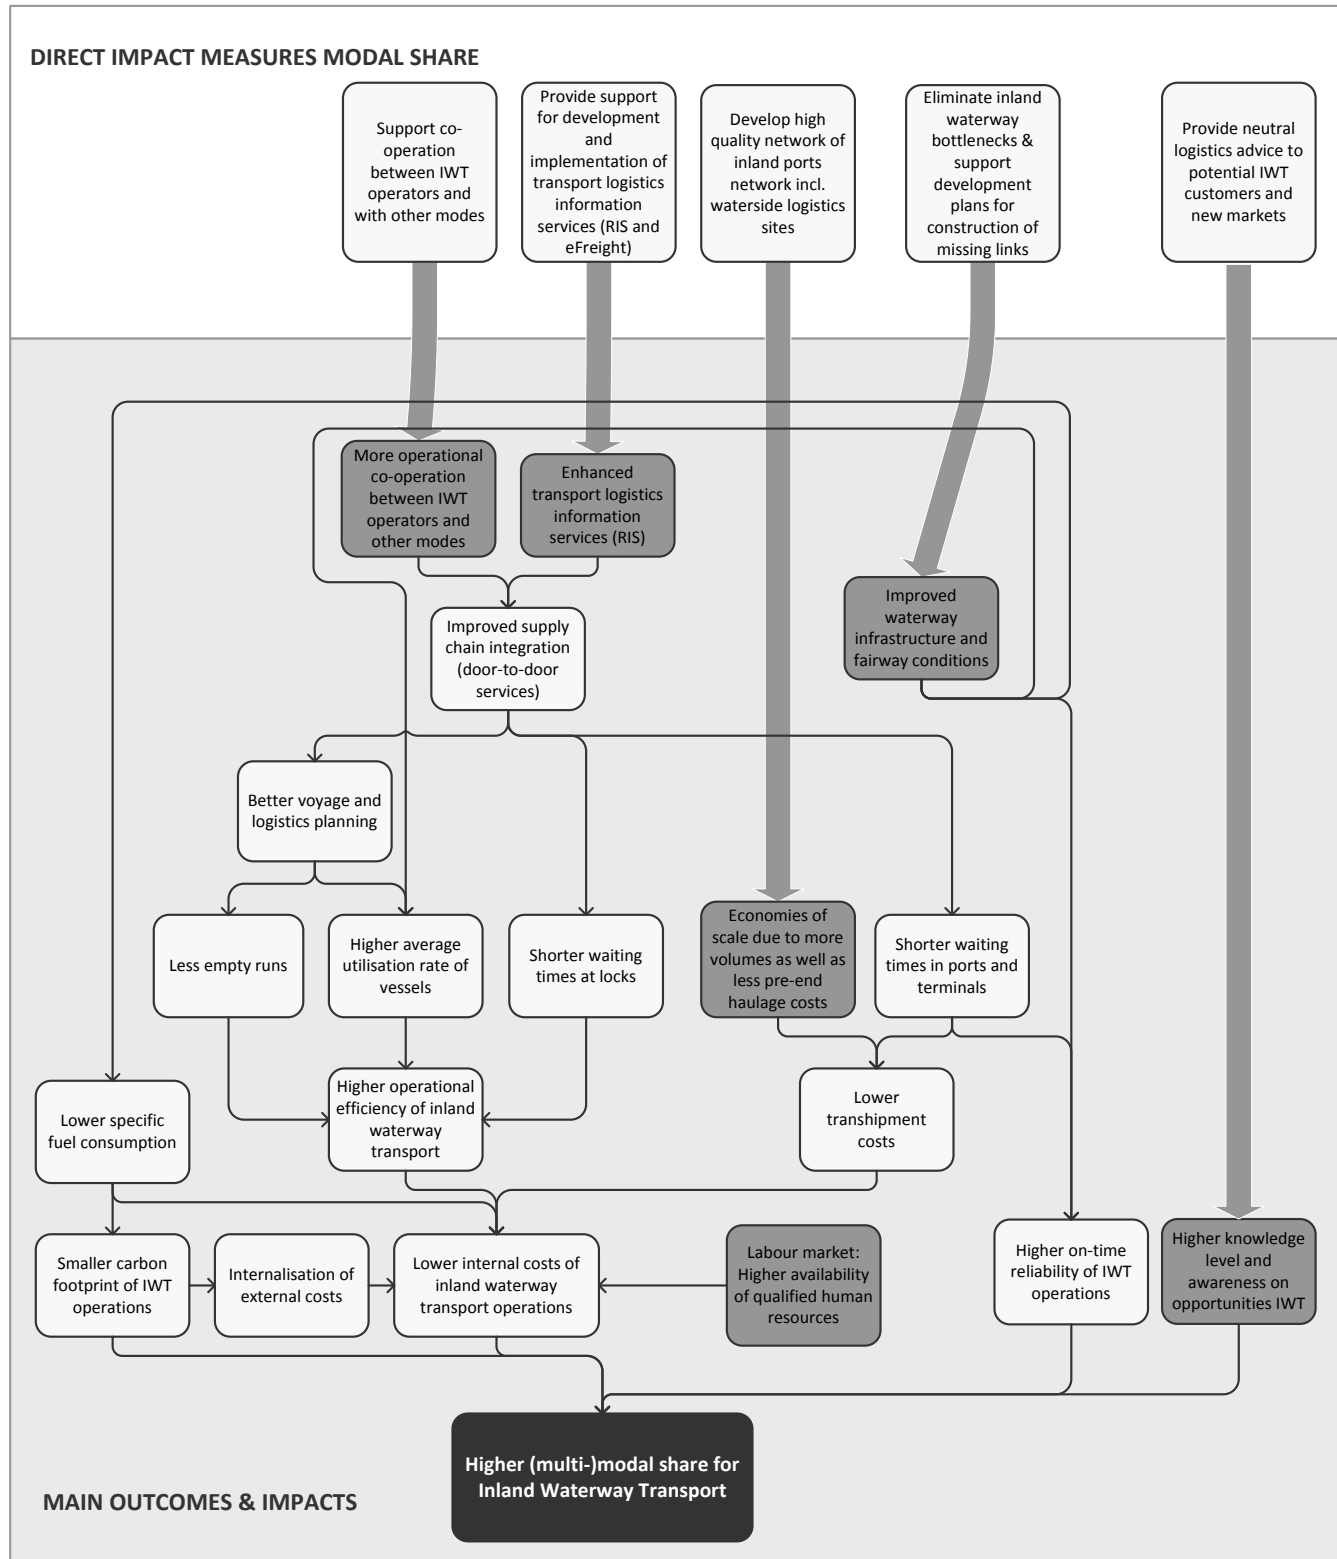 DIRECT IMPACT MEASURES MODAL SHARE
Support co-
operation
between IWT
operators and
with other modes
Provide support
for development
and
implementation of
transport logistics
information
services (RIS and
eFreight)
Develop high
quality network of
inland ports
network incl.
waterside logistics
sites
Eliminate inland
waterway
bottlenecks &
support
development
plans for
construction of
missing links
Provide neutral
logistics advice to
potential IWT
customers and
new markets
More operational
co-operation
between IWT
operators and
other modes
Enhanced
transport logistics
information
services (RIS)
Improved
waterway
infrastructure and
fairway conditions
Improved supply
chain integration
(door-to-door
services)
Better voyage and
logistics planning
Less empty runs
Higher average
utilisation rate of
vessels
Shorter waiting
times at locks
Economies of
scale due to more
volumes as well as
less pre-end
haulage costs
Shorter waiting
times in ports and
terminals
Lower specific
fuel consumption
Higher operational
efficiency of inland
waterway
transport
Lower
transhipment
costs
Smaller carbon
footprint of IWT
operations
Internalisation of
external costs
Lower internal costs of
inland waterway
transport operations
Labour market:
Higher availability
of qualified human
resources
Higher on-time
reliability of IWT
operations
Higher knowledge
level and
awareness on
opportunities IWT
Higher (multi-)modal share for
Inland Waterway Transport
MAIN OUTCOMES & IMPACTS